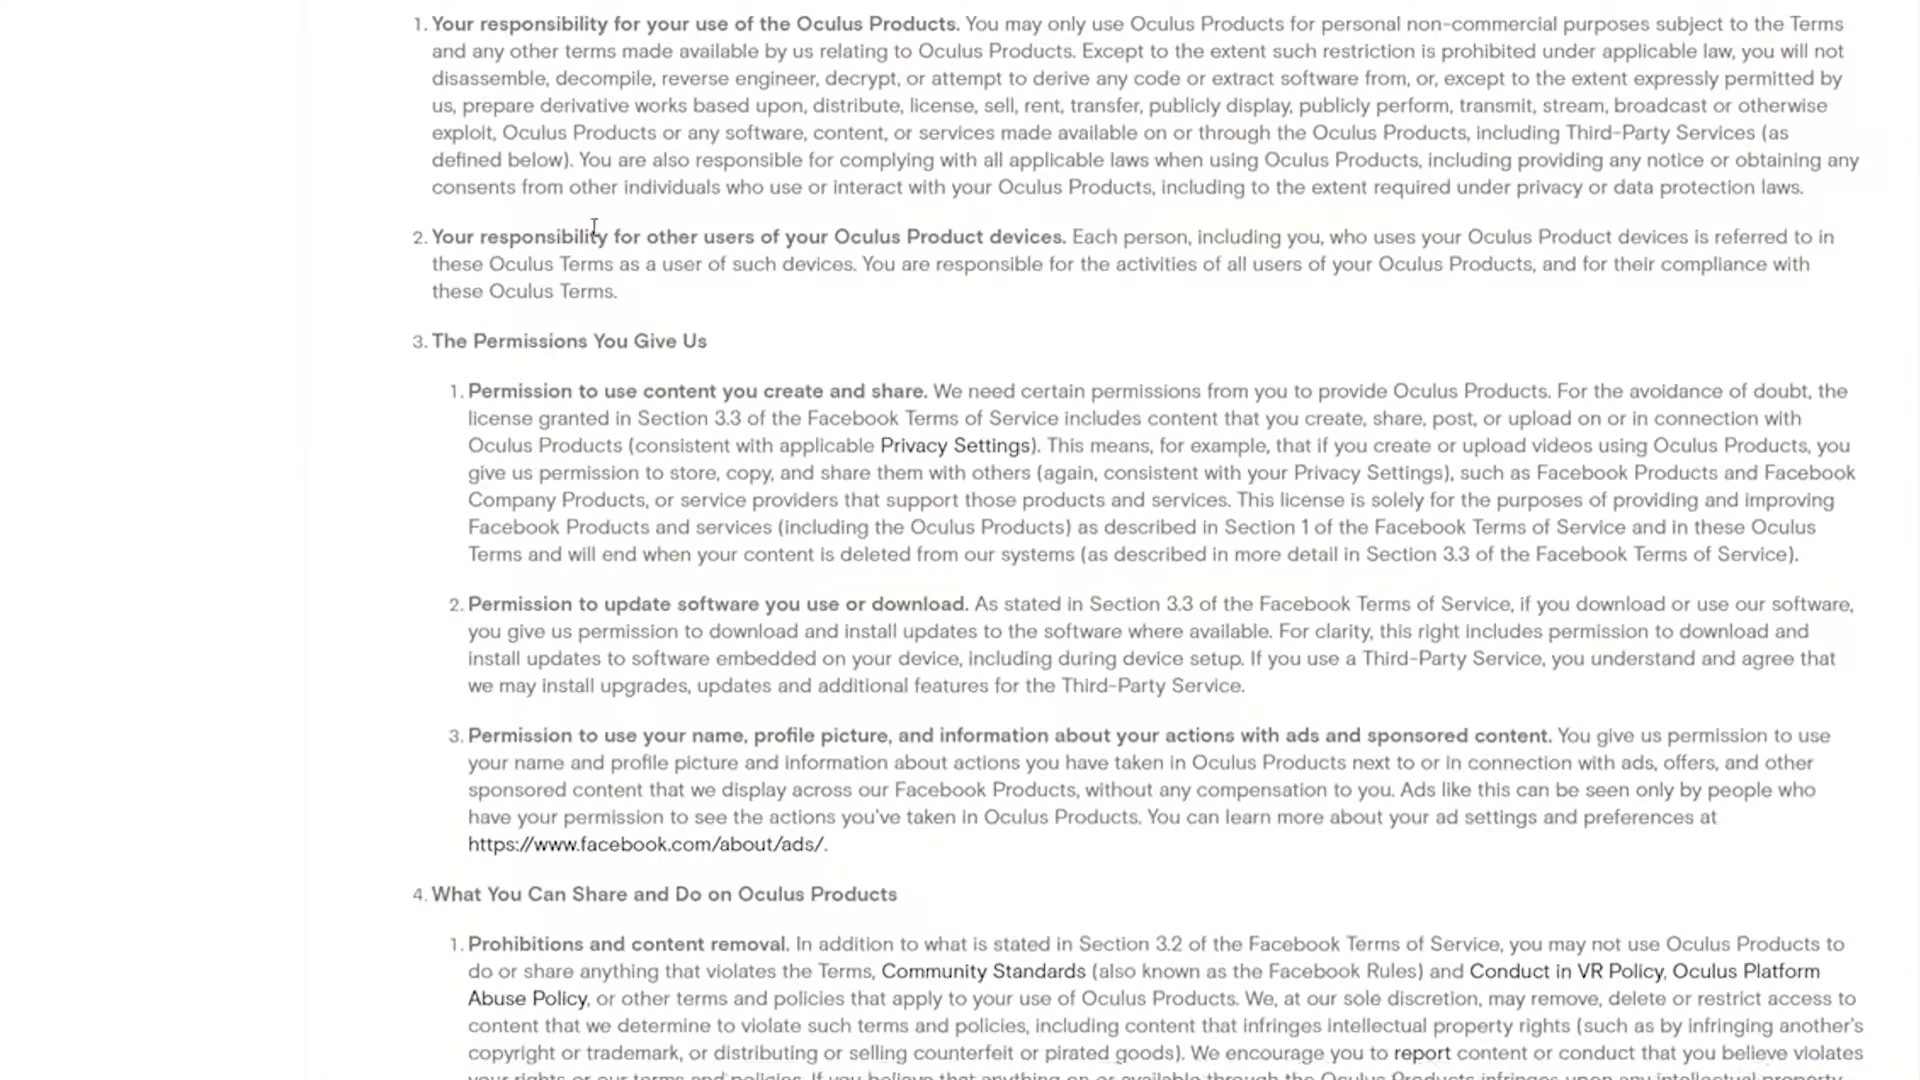 1. Your responsibility for your use of the Oculus Products. You may only use Oculus Products for personal non-commercial purposes subject to the Terms
and any other terms made available by us relating to Oculus Products. Except to the extent such restriction is prohibited under applicable law, you will not
disassemble, decompile, reverse engineer, decrypt, or attempt to derive any code or extract software from, or, except to the extent expressly permitted by
us, prepare derivative works based upon, distribute, license, sell, rent, transfer, publicly display, publicly perform, transmit, stream, broadcast or otherwise
exploit, Oculus Products or any software, content, or services made available on or through the Oculus Products, including Third-Party Services (as
defined below). You are also responsible for complying with all applicable laws when using Oculus Products, including providing any notice or obtaining any
consents from other individuals who use or interact with your Oculus Products, including to the extent required under privacy or data protection laws.
2. Your responsibility for other users of your Oculus Product devices. Each person, including you, who uses your Oculus Product devices is referred to in
these Oculus Terms as a user of such devices. You are responsible for the activities of all users of your Oculus Products, and for their compliance with
these Oculus Terms.
3. The Permissions You Give Us
1. Permission to use content you create and share. We need certain permissions from you to provide Oculus Products. For the avoidance of doubt, the
license granted in Section 3.3 of the Facebook Terms of Service includes content that you create, share, post, or upload on or in connection with
Oculus Products (consistent with applicable Privacy Settings). This means, for example, that if you create or upload videos using Oculus Products, you
give us permission to store, copy, and share them with others (again, consistent with your Privacy Settings), such as Facebook Products and Facebook
Company Products, or service providers that support those products and services. This license is solely for the purposes of providing and improving
Facebook Products and services (including the Oculus Products) as described in Section 1 of the Facebook Terms of Service and in these Oculus
Terms and will end when your content is deleted from our systems (as described in more detail in Section 3.3 of the Facebook Terms of Service).
2. Permission to update software you use or download. As stated in Section 3.3 of the Facebook Terms of Service, if you download or use our software,
you give us permission to download and install updates to the software where available. For clarity, this right includes permission to download and
install updates to software embedded on your device, including during device setup. If you use a Third-Party Service, you understand and agree that
we may install upgrades, updates and additional features for the Third-Party Service.
3. Permission to use your name, profile picture, and information about your actions with ads and sponsored content. You give us permission to use
your name and profile picture and information about actions you have taken in Oculus Products next to or in connection with ads, offers, and other
sponsored content that we display across our Facebook Products, without any compensation to you. Ads like this can be seen only by people who
have your permission to see the actions you've taken in Oculus Products. You can learn more about your ad settings and preferences at
https://www.facebook.com/about/ads/.
4. What You Can Share and Do on Oculus Products
1. Prohibitions and content removal. In addition to what is stated in Section 3.2 of the Facebook Terms of Service, you may not use Oculus Products to
do or share anything that violates the Terms, Community Standards (also known as the Facebook Rules) and Conduct in VR Policy, Oculus Platform
Abuse Policy, or other terms and policies that apply to your use of Oculus Products. We, at our sole discretion, may remove, delete or restrict access to
content that we determine to violate such terms and policies, including content that infringes intellectual property rights (such as by infringing another's
copyright or trademark, or distributing or selling counterfeit or pirated goods). We encourage you to report content or conduct that you believe violates
your rights or our terms and policies. If you believe that anything on or available through the Oculus Products infringes upon any intellectual property